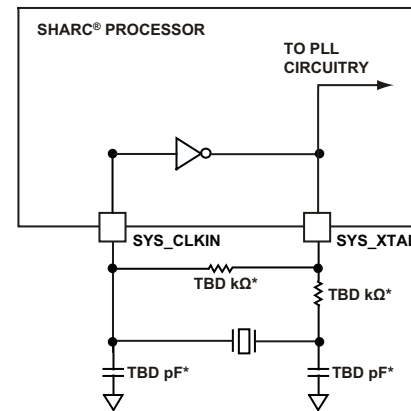 SHARC® PROCESSOR
TO PLL
CIRCUITRY
SYS_CLKIN
SYS_XTAL
TBD kΩ*
TBD kΩ*
TBD pF*
TBD pF*